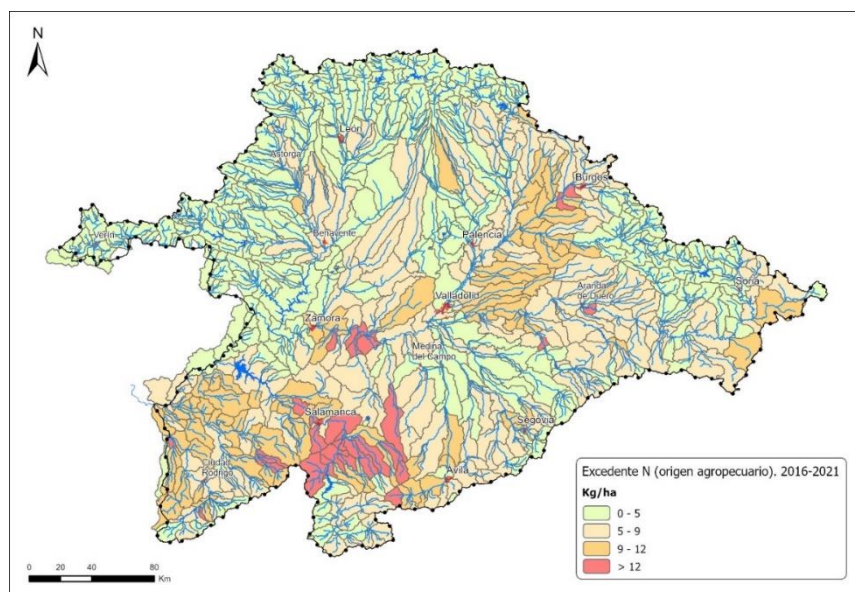 N
León
Astorga
Burgos
Verín
Benavente
Palencia
Soria
Aranda
de Duero
Valladolid
Zamora
Medina
del Campo
Salamanca
Segovia
Ciudad
Rodrigo
Ávila
Excedente N (origen agropecuario). 2016-2021
Kg/ha
0 - 5
5 - 9
9 - 12
> 12
0 20 40 80
Km